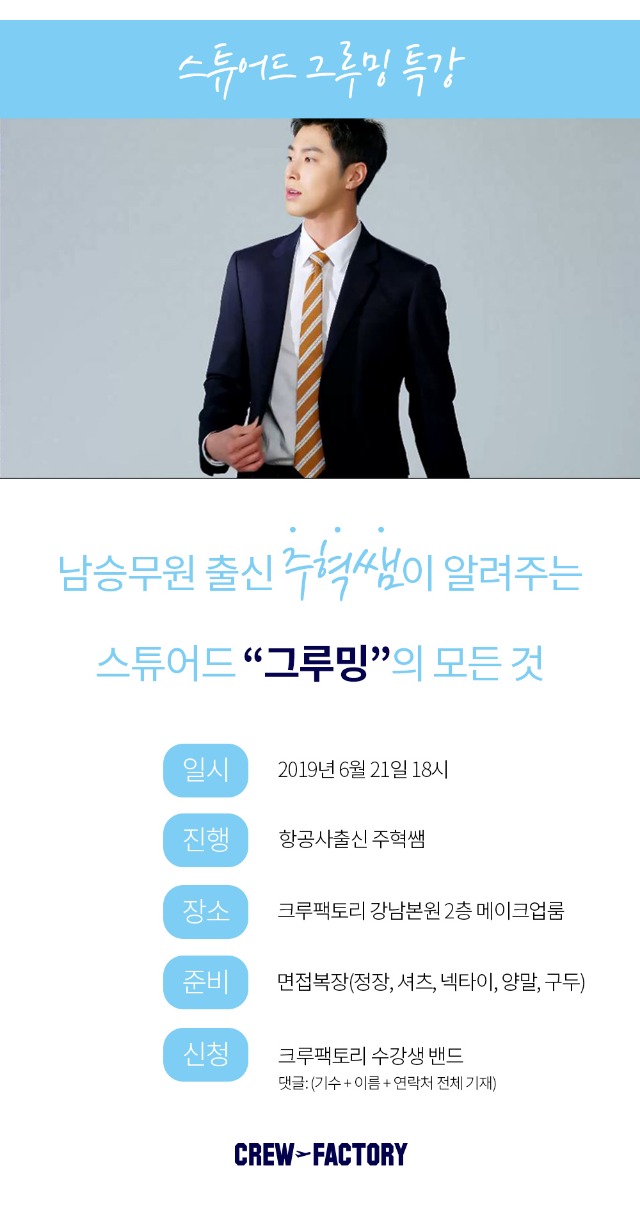 스튜어드 그루밍 특강
남승무원 출신 주혁쌤이 알려주는
스튜어드 “그루밍”의 모든 것
일시 2019년 6월 21일 18시
진행 항공사출신 주혁쌤
장소 크루팩토리 강남본원 2층 메이크업룸
준비 면접복장(정장, 셔츠, 넥타이, 양말, 구두)
신청 크루팩토리 수강생 밴드
댓글: (기수 + 이름 + 연락처 전체 기재)
CREW FACTORY